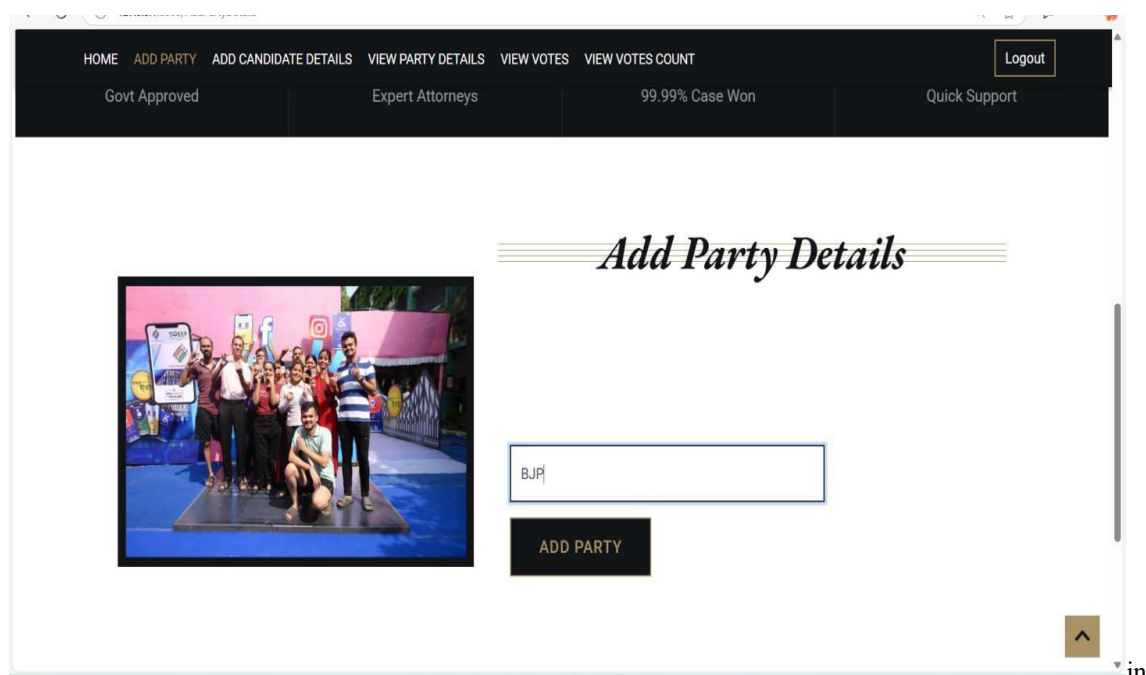 HOME ADD PARTY ADD CANDIDATE DETAILS VIEW PARTY DETAILS VIEW VOTES VIEW VOTES COUNT Logout
Govt Approved Expert Attorneys 99.99% Case Won Quick Support
Add Party Details
SVEEP
BJP
ADD PARTY
in